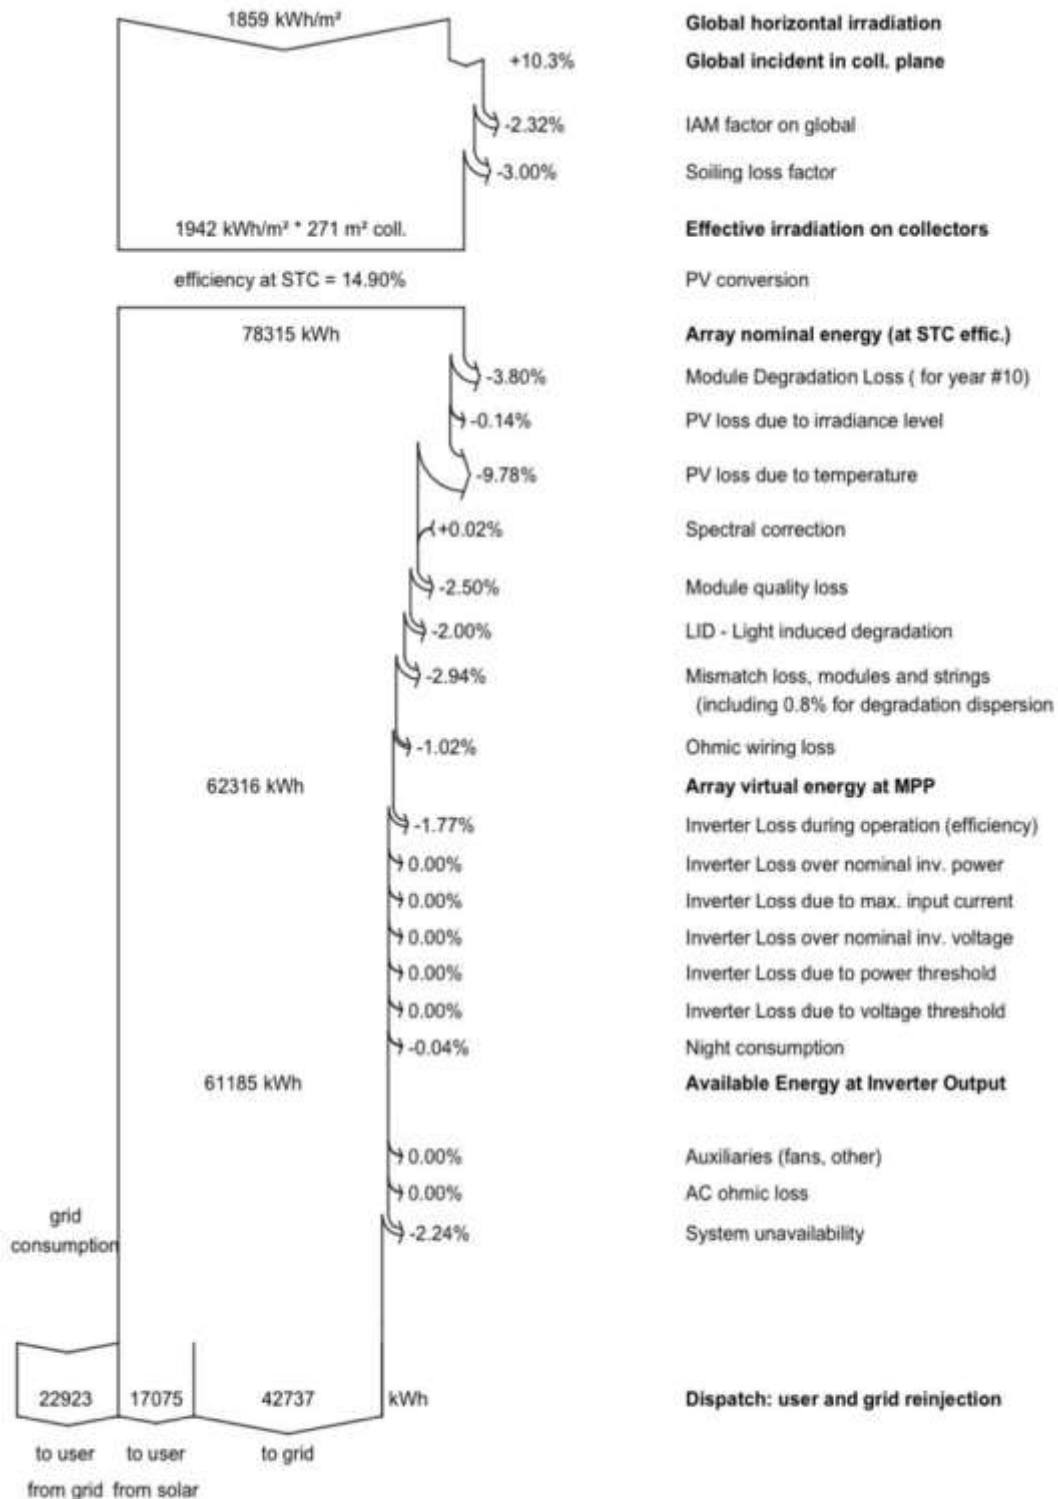 1859 kWh/m² Global horizontal irradiation
+10.3% Global incident in coll. plane
-2.32% IAM factor on global
-3.00% Soiling loss factor
1942 kWh/m² * 271 m² coll. Effective irradiation on collectors
efficiency at STC = 14.90% PV conversion
78315 kWh Array nominal energy (at STC effic.)
-3.80% Module Degradation Loss ( for year #10)
-0.14% PV loss due to irradiance level
-9.78% PV loss due to temperature
+0.02% Spectral correction
-2.50% Module quality loss
-2.00% LID - Light induced degradation
-2.94% Mismatch loss, modules and strings
(including 0.8% for degradation dispersion
-1.02% Ohmic wiring loss
62316 kWh Array virtual energy at MPP
-1.77% Inverter Loss during operation (efficiency)
0.00% Inverter Loss over nominal inv. power
0.00% Inverter Loss due to max. input current
0.00% Inverter Loss over nominal inv. voltage
0.00% Inverter Loss due to power threshold
0.00% Inverter Loss due to voltage threshold
-0.04% Night consumption
61185 kWh Available Energy at Inverter Output
0.00% Auxiliaries (fans, other)
0.00% AC ohmic loss
grid
consumption
-2.24% System unavailability
22923 17075 42737 kWh Dispatch: user and grid reinjection
to user to user to grid
from grid from solar